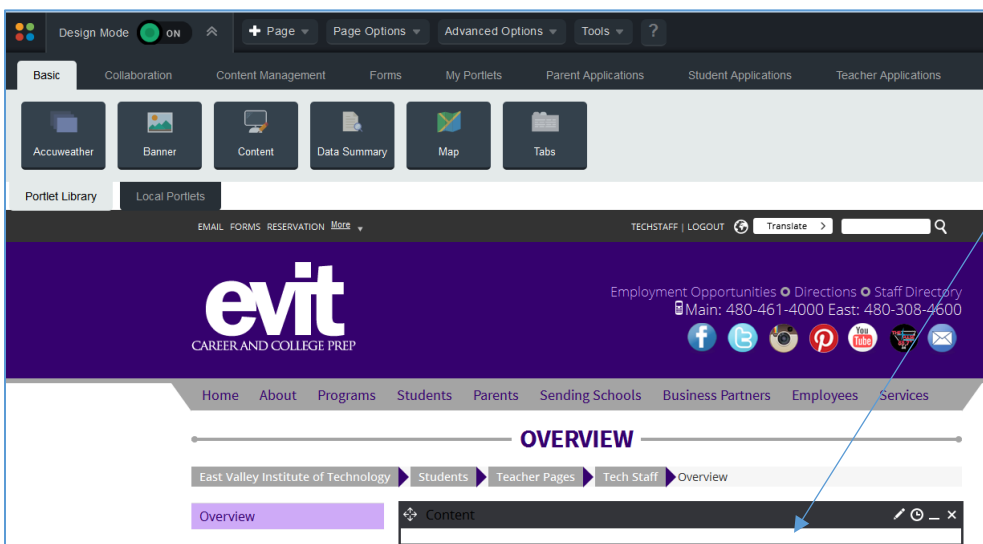 Design Mode ON + Page Page Options Advanced Options Tools ?
Basic Collaboration Content Management Forms My Portlets Parent Applications Student Applications Teacher Applications
Accuweather Banner Content Data Summary Map Tabs
Portlet Library Local Portlets
EMAIL FORMS RESERVATION More TECHSTAFF | LOGOUT Translate >
evit
CAREER AND COLLEGE PREP
Employment Opportunities Directions Staff Directory
Main: 480-461-4000 East: 480-308-4600
You
Tube
Home About Programs Students Parents Sending Schools Business Partners Employees Services
OVERVIEW
East Valley Institute of Technology Students Teacher Pages Tech Staff Overview
Overview
Content